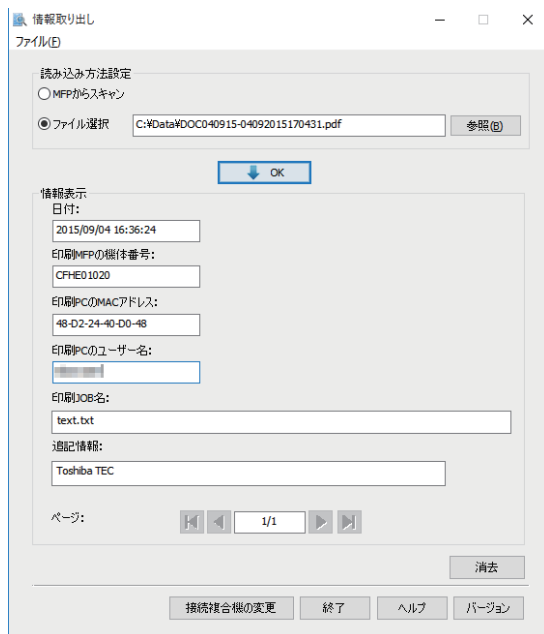 情報取り出し
ファイル(F)
読み込み方法設定
MFPからスキャン
ファイル選択 C:¥Data¥DOC040915-04092015170431.pdf 参照(B)
OK
情報表示
日付:
2015/09/04 16:36:24
印刷MFPの機体番号:
CFHE01020
印刷PCのMACアドレス:
48-D2-24-40-D0-48
印刷PCのユーザー名:
印刷JOB名:
text.txt
追記情報:
Toshiba TEC
ページ: 1/1
消去
接続複合機の変更 終了 ヘルプ バージョン